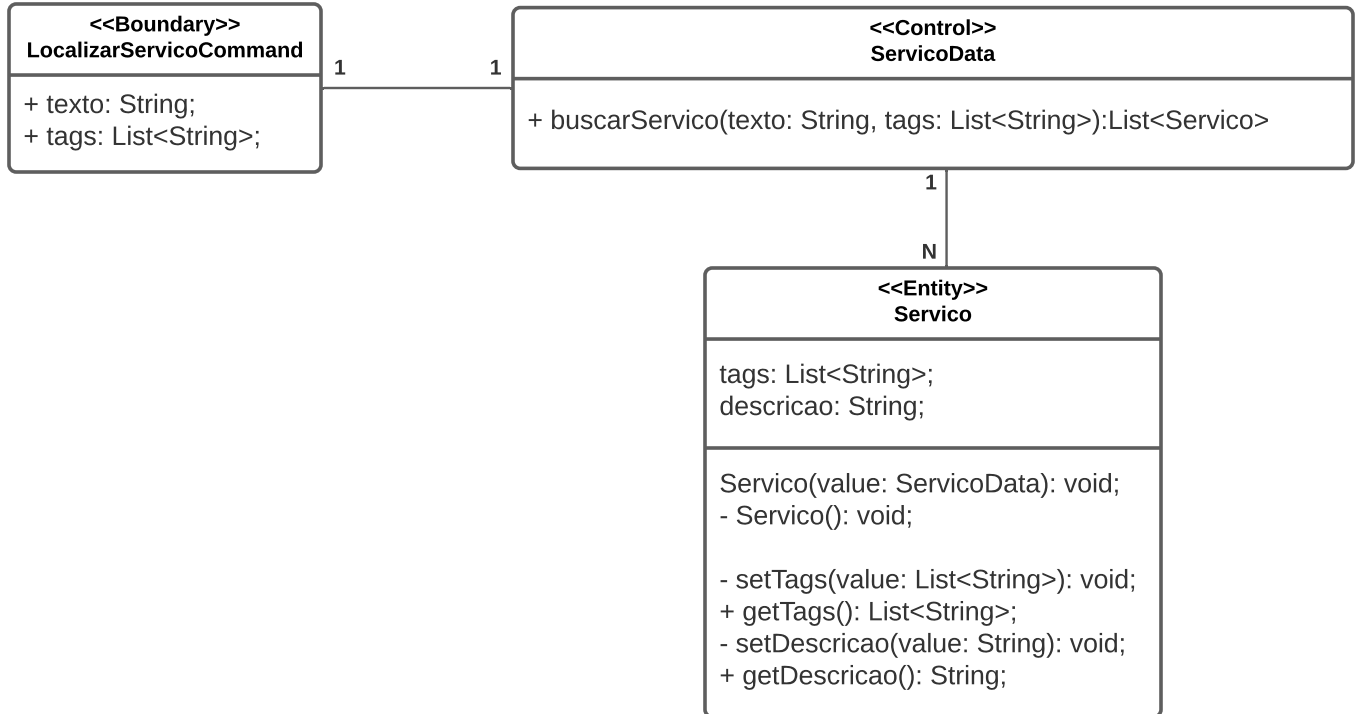 <<Boundary>>
LocalizarServicoCommand
+ texto: String;
+ tags: List<String>;
1
1
<<Control>>
ServicoData
+ buscarServico(texto: String, tags: List<String>):List<Servico>
1
N
<<Entity>>
Servico
tags: List<String>;
descricao: String;
Servico(value: ServicoData): void;
- Servico(): void;
- setTags(value: List<String>): void;
+ getTags(): List<String>;
- setDescricao(value: String): void;
+ getDescricao(): String;